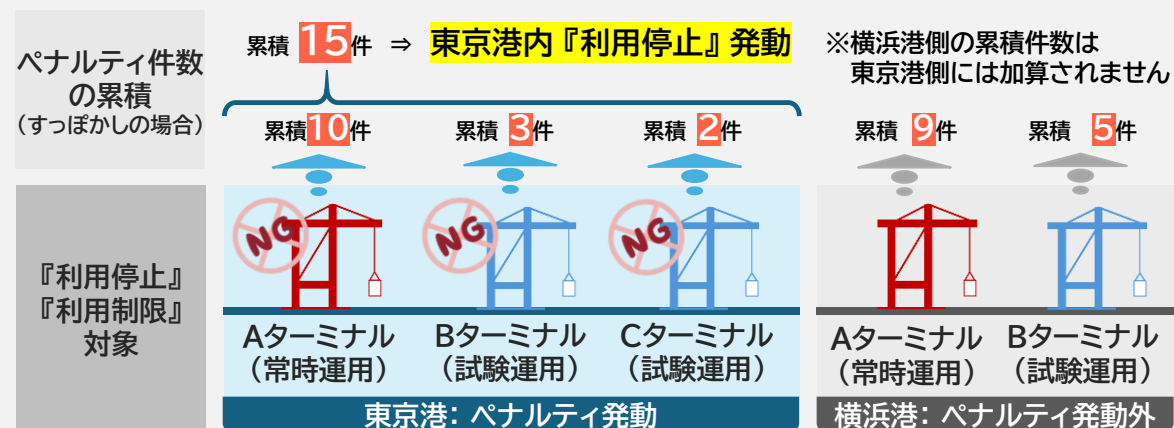 ペナルティ件数
の累積
(すっぽかしの場合)
累積 15件 ⇒ 東京港内『利用停止』発動
※横浜港側の累積件数は
東京港側には加算されません
累積10件
累積 3件
累積 2件
累積 9件
累積 5件
『利用停止』
『利用制限』
対象
NG
NG
NG
Aターミナル
(常時運用)
Bターミナル
(試験運用)
Cターミナル
(試験運用)
Aターミナル
(常時運用)
Bターミナル
(試験運用)
東京港: ペナルティ発動
横浜港: ペナルティ発動外